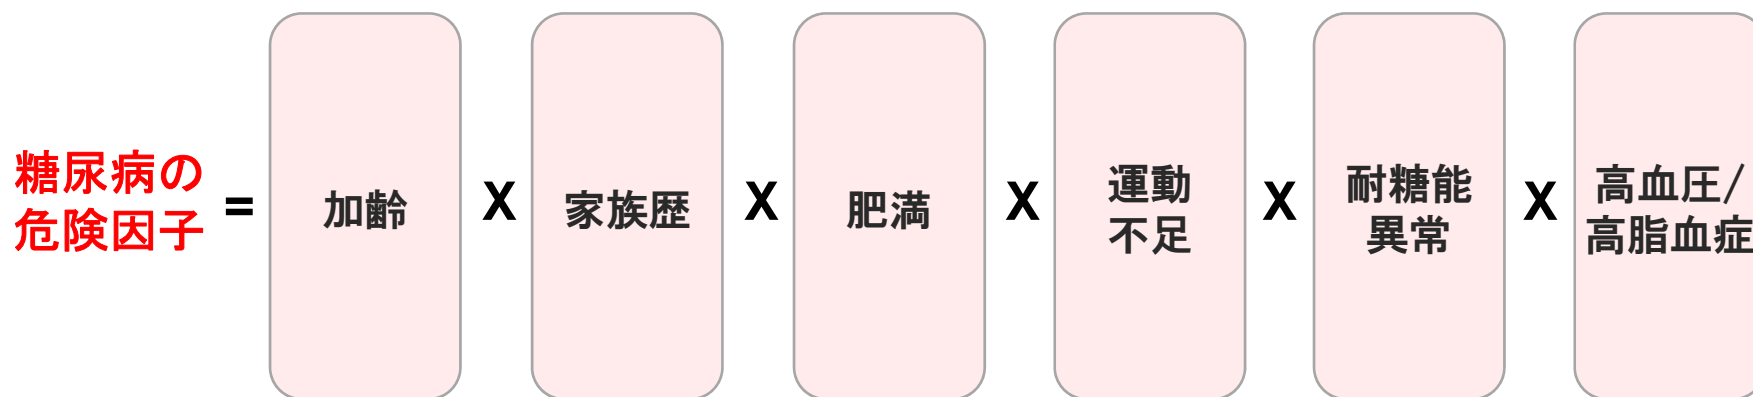 糖尿病の
危険因子
=
加齢
X
家族歴
X
肥満
X
運動
不足
X
耐糖能
異常
X
高血圧/
高脂血症